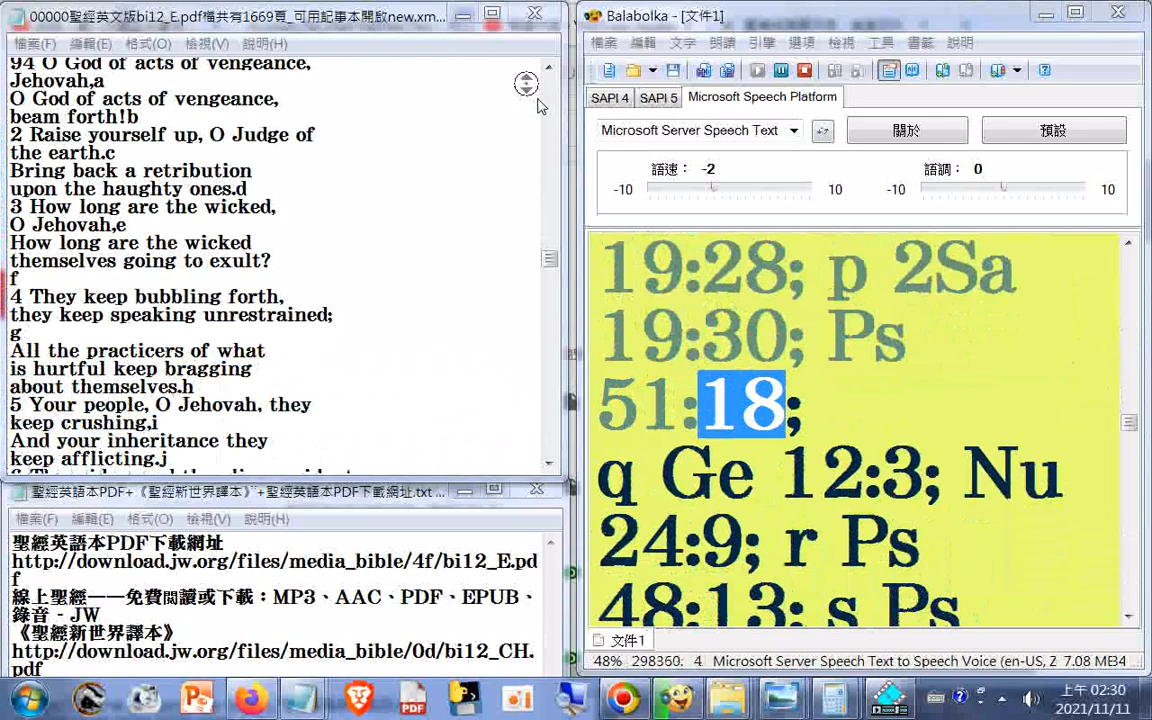 00000聖經英文版bi12_E.pdf檔共有1669頁_可用記事本開啟new.xm...
檔案(F) 編輯(E) 格式(O) 檢視(V) 說明(H)
94 O God of acts of vengeance,
Jehovah,a
O God of acts of vengeance,
beam forth!b
2 Raise yourself up, O Judge of
the earth.c
Bring back a retribution
upon the haughty ones.d
3 How long are the wicked,
O Jehovah,e
How long are the wicked
themselves going to exult?
f
4 They keep bubbling forth,
they keep speaking unrestrained;
g
All the practicers of what
is hurtful keep bragging
about themselves.h
5 Your people, O Jehovah, they
keep crushing,i
And your inheritance they
keep afflicting.j
聖經英語本PDF+《聖經新世界譯本》+聖經英語本PDF下載網址.txt ...
檔案(F) 編輯(E) 格式(O) 檢視(V) 說明(H)
聖經英語本PDF下載網址
http://download.jw.org/files/media_bible/4f/bi12_E.pd
f
線上聖經——免費閱讀或下載：MP3、AAC、PDF、EPUB、
錄音 - JW
《聖經新世界譯本》
http://download.jw.org/files/media_bible/0d/bi12_CH.
pdf
Balabolka - [文件1]
檔案 編輯 文字 朗讀 引擎 選項 檢視 工具 書籤 說明
SAPI 4 SAPI 5 Microsoft Speech Platform
Microsoft Server Speech Text 關於 預設
語速： -2 語調： 0
-10 10 -10 10
19:28; p 2Sa
19:30; Ps
51:18;
q Ge 12:3; Nu
24:9; r Ps
48:13; s Ps
文件1
48% 298360. 4 Microsoft Server Speech Text to Speech Voice (en-US, Z 7.08 MB34
PDF
上午 02:30
2021/11/11